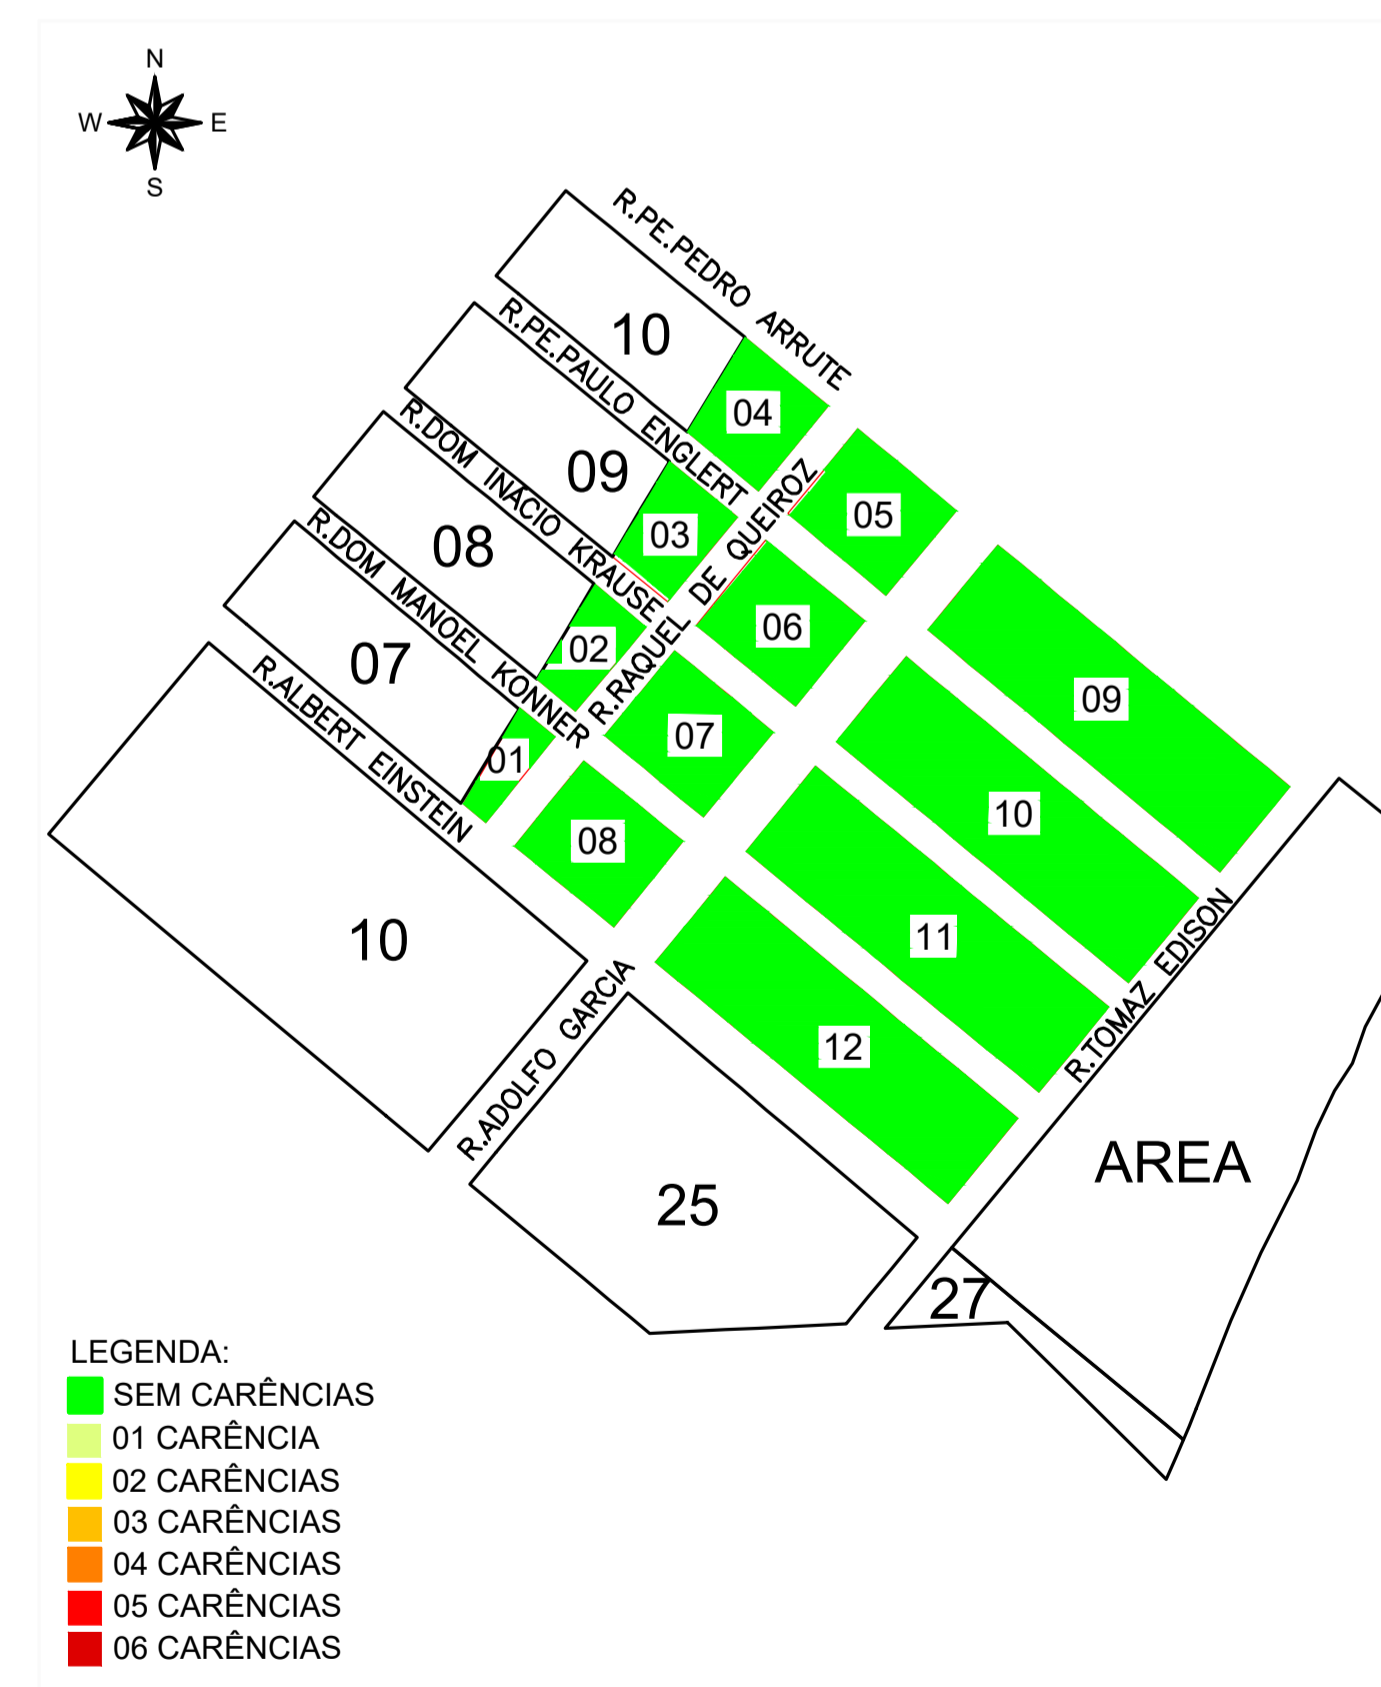 N
W
E
S
R.PE.PEDRO ARRUTE
10
R.PE.PAULO ENGLERT
04
09
R.DOM INÁCIO KRAUSE
03
05
R.RAQUEL DE QUEIROZ
08
R.DOM MANOEL KONNER
02
06
07
R.ALBERT EINSTEIN
01
07
09
08
10
10
11
R.TOMAZ EDISON
R.ADOLFO GARCIA
12
AREA
25
27
LEGENDA:
SEM CARÊNCIAS
01 CARÊNCIA
02 CARÊNCIAS
03 CARÊNCIAS
04 CARÊNCIAS
05 CARÊNCIAS
06 CARÊNCIAS